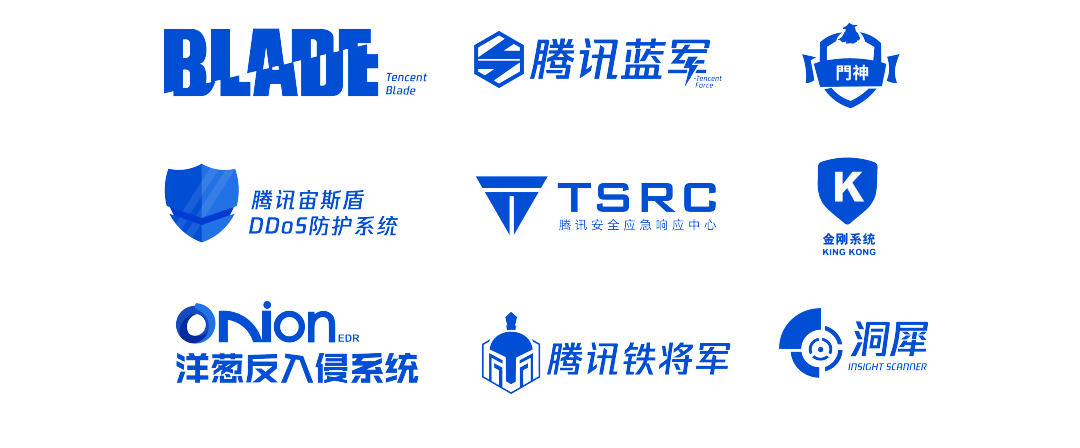 BLADE
Tencent
Blade
腾讯蓝军
-Tencent
Force
門神
腾讯宙斯盾
DDoS防护系统
TSRC
腾讯安全应急响应中心
K
金刚系统
KING KONG
Onion
EDR
洋葱反入侵系统
腾讯铁将军
洞犀
INSIGHT SCANNER